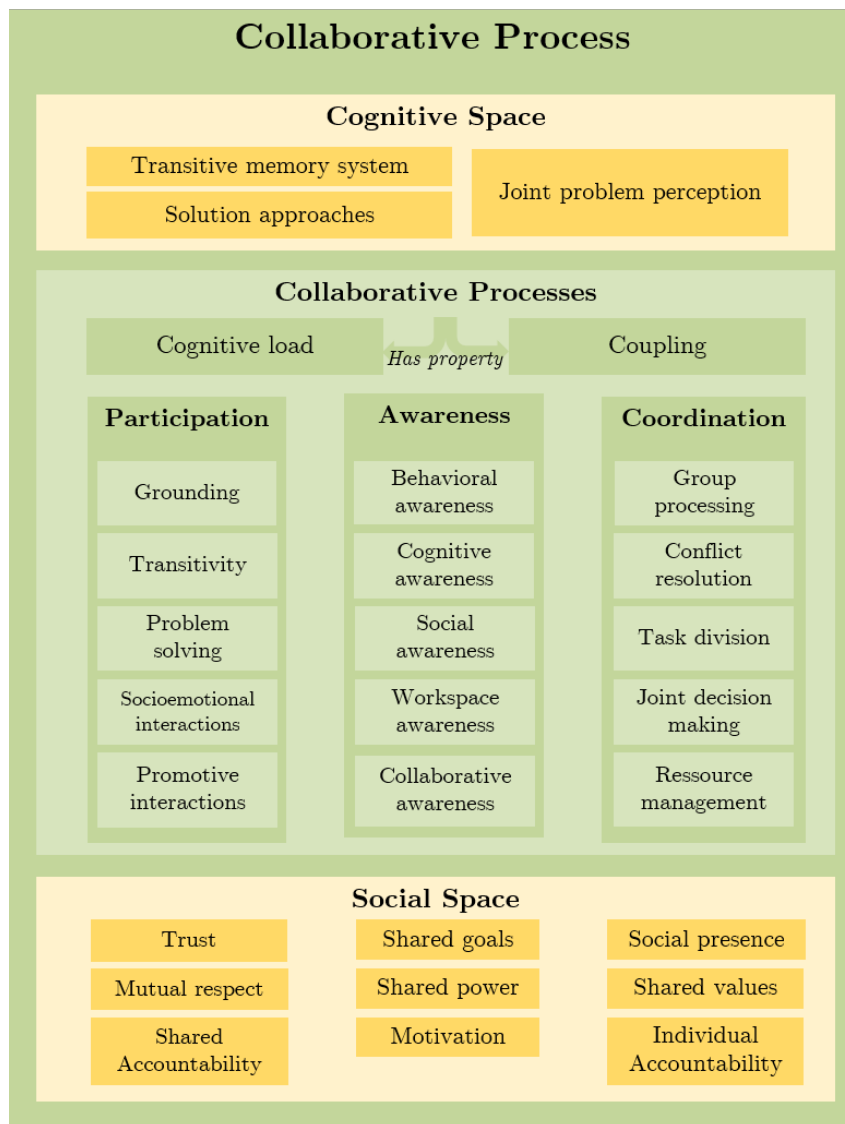 Collaborative Process
Cognitive Space
Transitive memory system
Solution approaches
Joint problem perception
Collaborative Processes
Cognitive load
Has property
Coupling
Participation
Grounding
Transitivity
Problem
solving
Socioemotional
interactions
Promotive
interactions
Awareness
Behavioral
awareness
Cognitive
awareness
Social
awareness
Workspace
awareness
Collaborative
awareness
Coordination
Group
processing
Conflict
resolution
Task division
Joint decision
making
Ressource
management
Social Space
Trust
Mutual respect
Shared
Accountability
Shared goals
Shared power
Motivation
Social presence
Shared values
Individual
Accountability